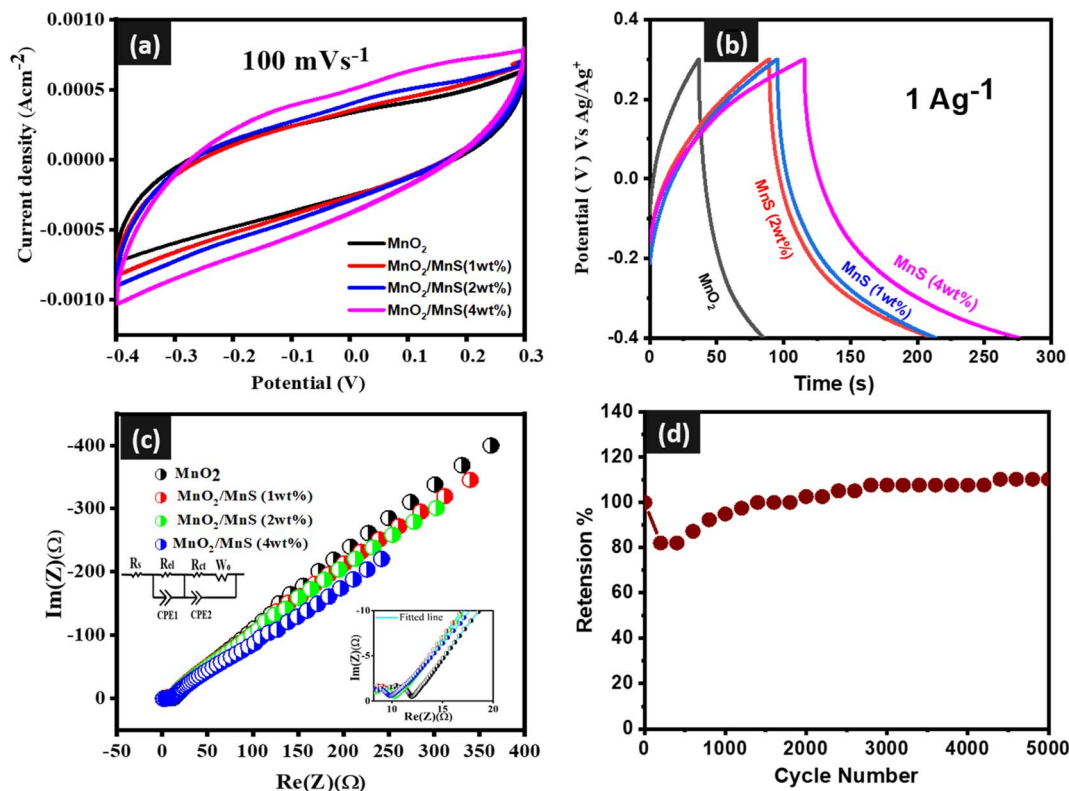 (a)
100 mVs⁻¹
Current density (Acm⁻²)
0.0010
0.0005
0.0000
-0.0005
-0.0010
MnO₂
MnO₂/MnS(1wt%)
MnO₂/MnS(2wt%)
MnO₂/MnS(4wt%)
-0.4 -0.3 -0.2 -0.1 0.0 0.1 0.2 0.3
Potential (V)
(b)
1 Ag⁻¹
Potential ( V ) Vs Ag/Ag⁺
0.4
0.2
0.0
-0.2
-0.4
MnO₂
MnS (2wt%)
MnS (1wt%)
MnS (4wt%)
0 50 100 150 200 250 300
Time (s)
(c)
Im(Z)(Ω)
-400
-300
-200
-100
0
MnO2
MnO₂/MnS (1wt%)
MnO₂/MnS (2wt%)
MnO₂/MnS (4wt%)
Rs Rel Rct W₀
CPE1 CPE2
Fitted line
Im(Z)(Ω)
-10
-5
0
10 15 20
Re(Z)(Ω)
-50 0 50 100 150 200 250 300 350 400
Re(Z)(Ω)
(d)
Retention %
140
120
100
80
60
40
20
0
0 1000 2000 3000 4000 5000
Cycle Number